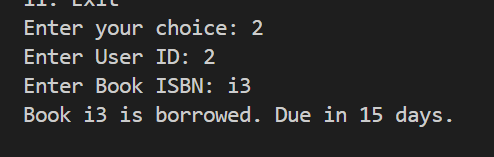 11. Exit
Enter your choice: 2
Enter User ID: 2
Enter Book ISBN: i3
Book i3 is borrowed. Due in 15 days.